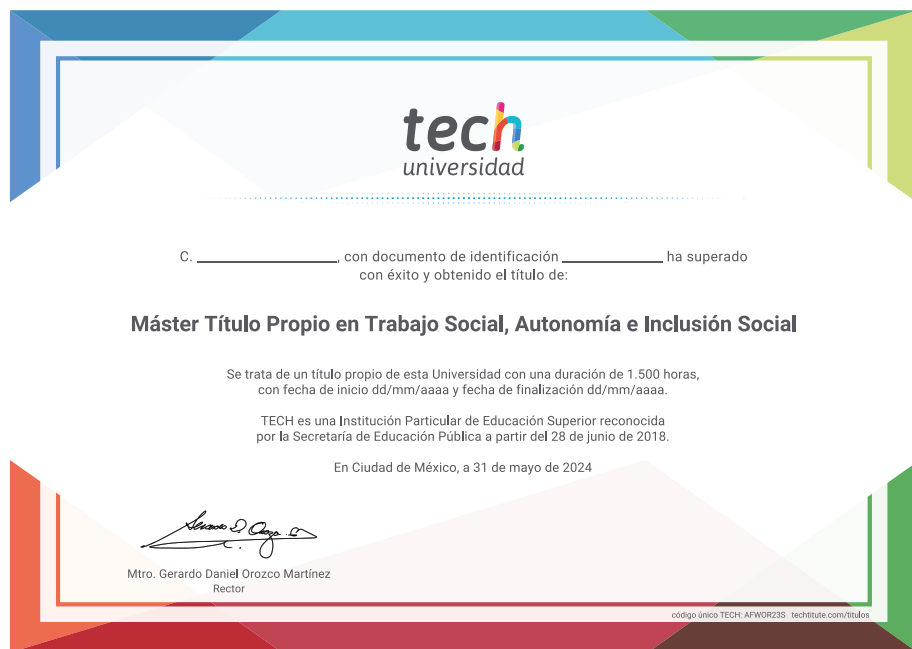 tech
universidad
C. ____________________, con documento de identificación ______________ ha superado
con éxito y obtenido el título de:
Máster Título Propio en Trabajo Social, Autonomía e Inclusión Social
Se trata de un título propio de esta Universidad con una duración de 1.500 horas,
con fecha de inicio dd/mm/aaaa y fecha de finalización dd/mm/aaaa.
TECH es una Institución Particular de Educación Superior reconocida
por la Secretaría de Educación Pública a partir del 28 de junio de 2018.
En Ciudad de México, a 31 de mayo de 2024
Mtro. Gerardo Daniel Orozco Martínez
Rector
código único TECH: AFWOR23S techtitute.com/titulos